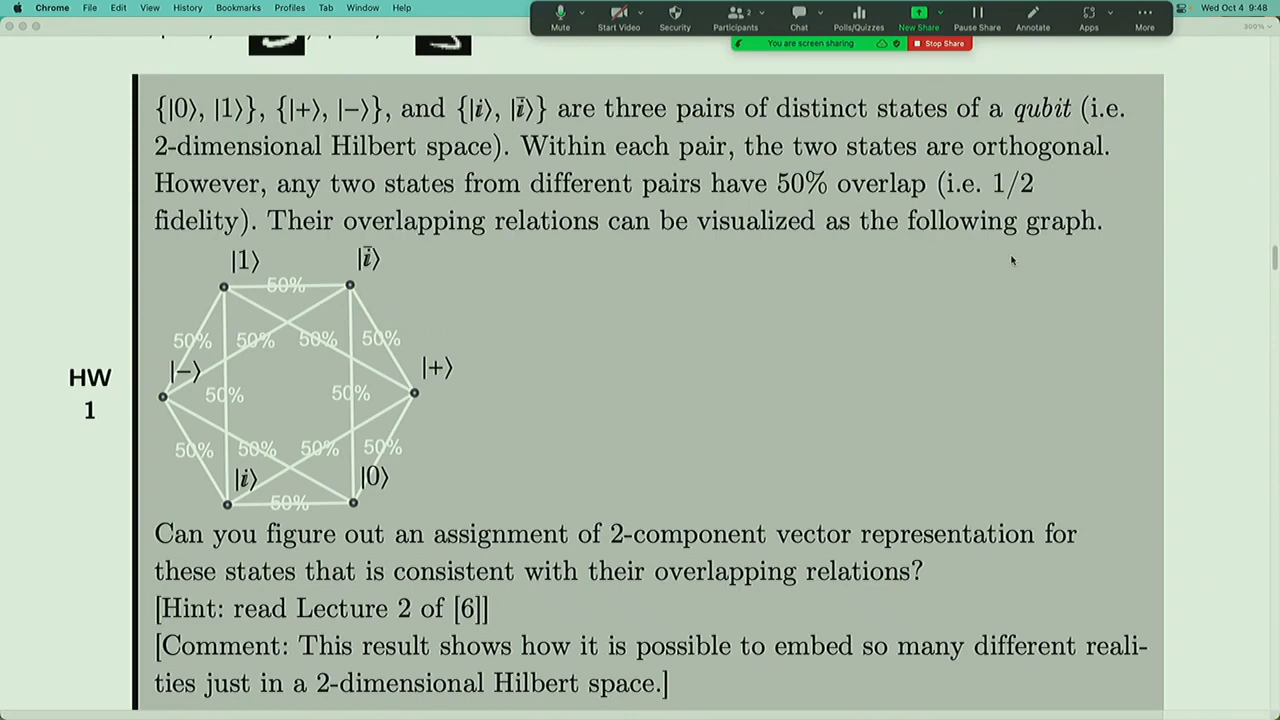 Chrome File Edit View History Bookmarks Profiles Tab Window Help
Wed Oct 4 9:48
Mute Start Video Security Participants 2 Chat Polls/Quizzes New Share Pause Share Annotate Apps More
You are screen sharing Stop Share
300%
{|0⟩, |1⟩}, {|+⟩, |−⟩}, and {|i⟩, |ī⟩} are three pairs of distinct states of a qubit (i.e.
2-dimensional Hilbert space). Within each pair, the two states are orthogonal.
However, any two states from different pairs have 50% overlap (i.e. 1/2
fidelity). Their overlapping relations can be visualized as the following graph.
|1⟩ |ī⟩
50%
50% 50% 50% 50%
|−⟩ |+⟩
50% 50%
50% 50% 50% 50%
|i⟩ |0⟩
50%
HW
1
Can you figure out an assignment of 2-component vector representation for
these states that is consistent with their overlapping relations?
[Hint: read Lecture 2 of [6]]
[Comment: This result shows how it is possible to embed so many different reali-
ties just in a 2-dimensional Hilbert space.]